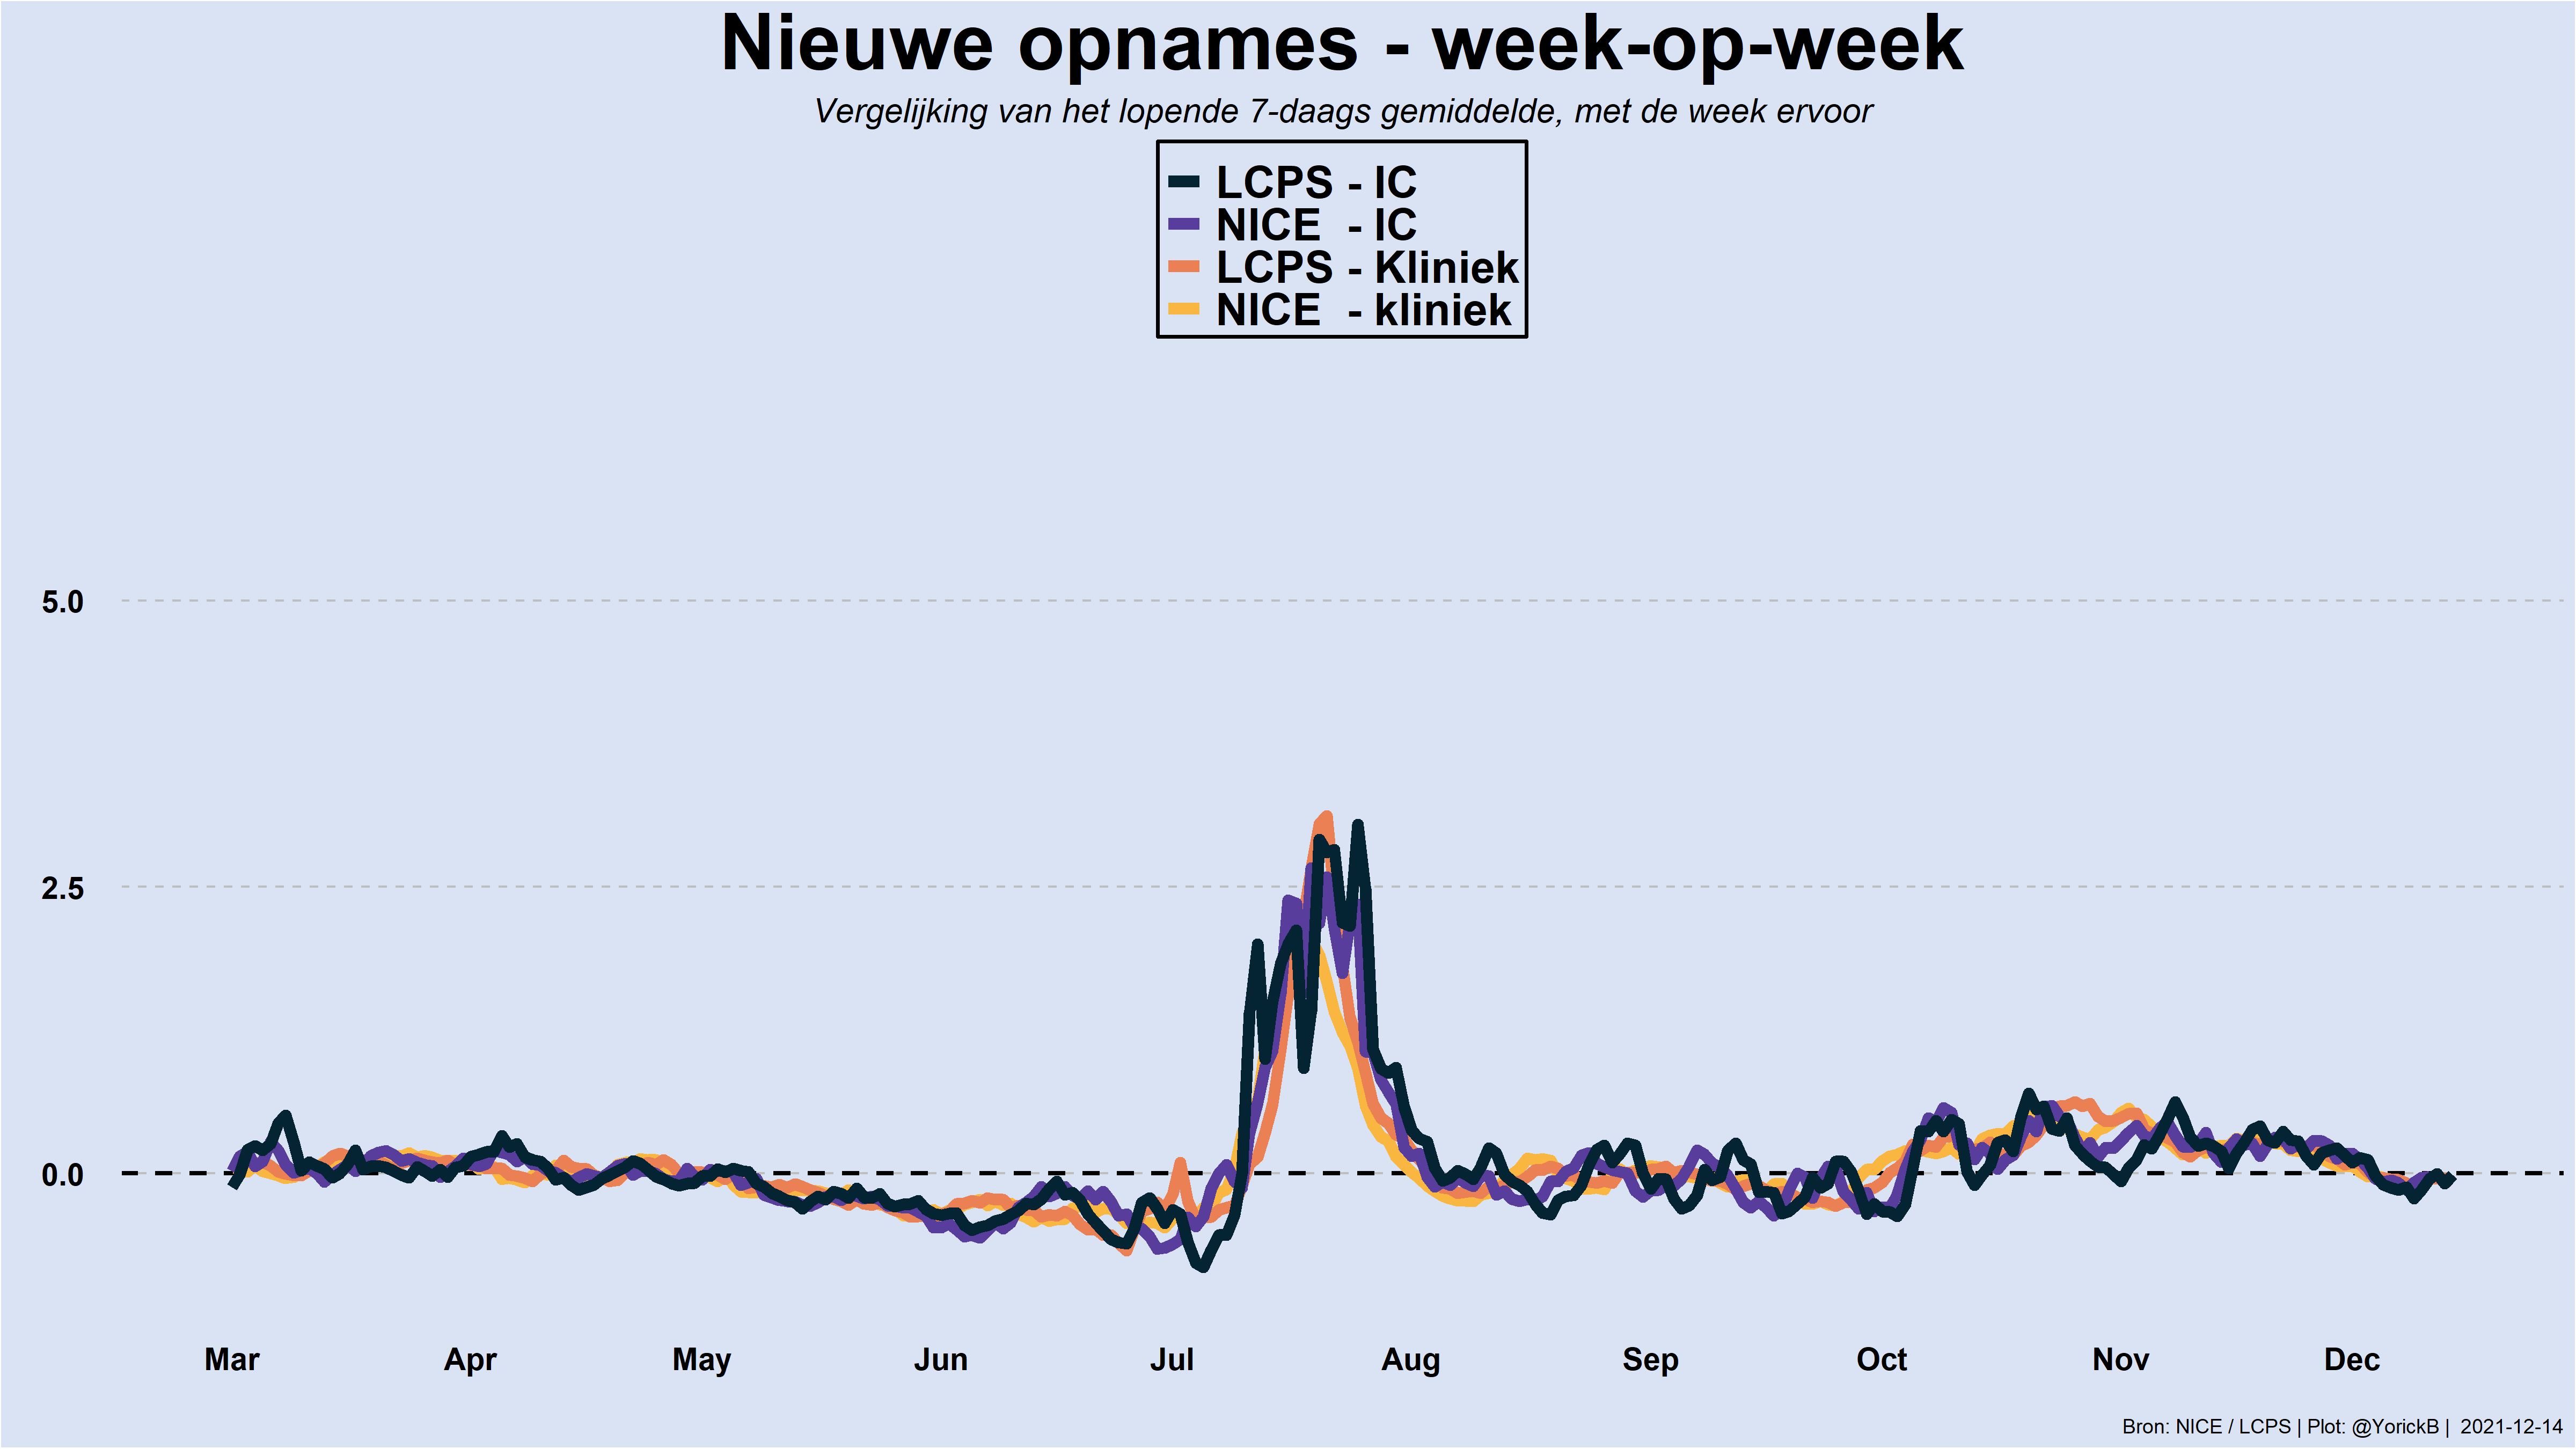 Nieuwe opnames - week-op-week
Vergelijking van het lopende 7-daags gemiddelde, met de week ervoor
LCPS - IC
NICE - IC
LCPS - Kliniek
NICE - kliniek
5.0
2.5
0.0
Mar Apr May Jun Jul Aug Sep Oct Nov Dec
Bron: NICE / LCPS | Plot: @YorickB | 2021-12-14